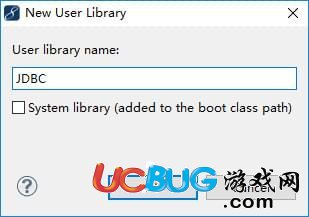 New User Library
User library name:
JDBC
System library (added to the boot class path)
UCBUG游戏网
.com